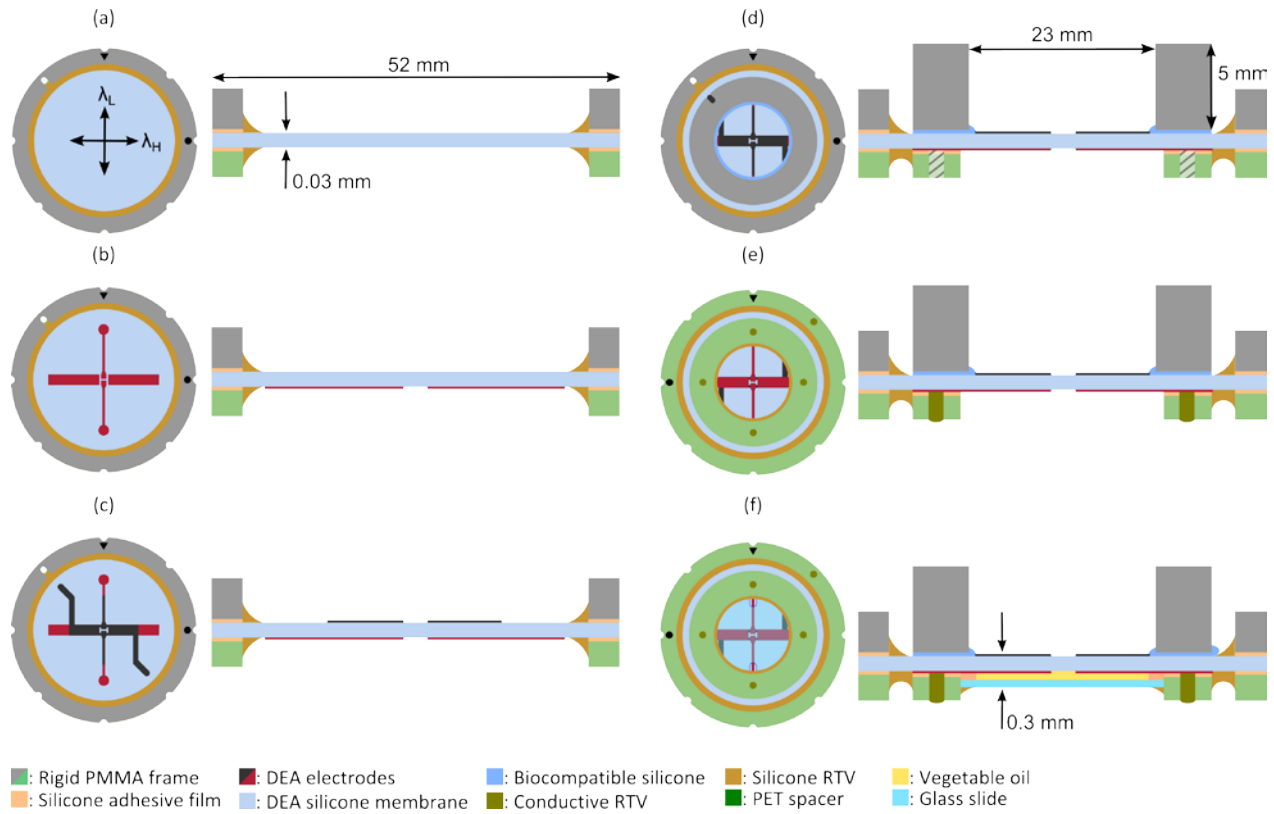 (a)
λL
λH
52 mm
0.03 mm
(b)
(c)
(d)
23 mm
5 mm
(e)
(f)
0.3 mm
: Rigid PMMA frame
: Silicone adhesive film
: DEA electrodes
: DEA silicone membrane
: Biocompatible silicone
: Conductive RTV
: Silicone RTV
: PET spacer
: Vegetable oil
: Glass slide